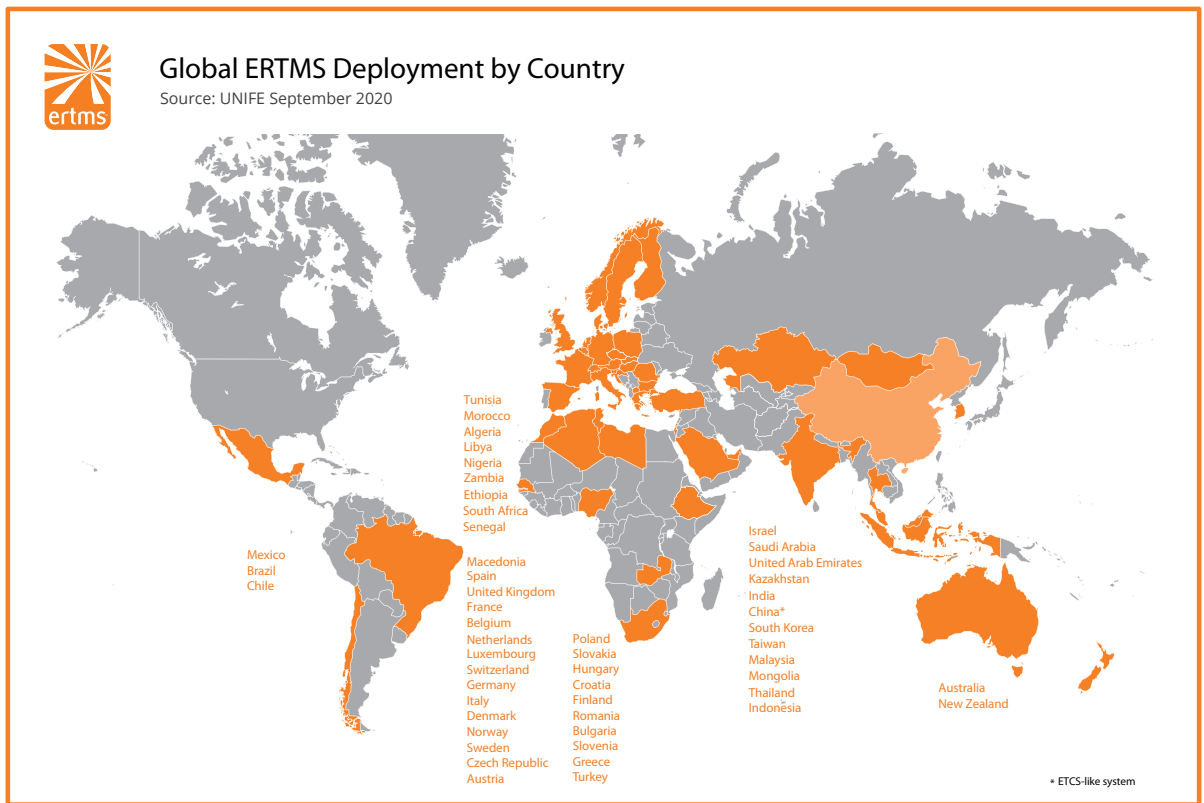 ertms
Global ERTMS Deployment by Country
Source: UNIFE September 2020
Tunisia
Morocco
Algeria
Libya
Nigeria
Zambia
Ethiopia
South Africa
Senegal
Mexico
Brazil
Chile
Macedonia
Spain
United Kingdom
France
Belgium
Netherlands
Luxembourg
Switzerland
Germany
Italy
Denmark
Norway
Sweden
Czech Republic
Austria
Poland
Slovakia
Hungary
Croatia
Finland
Romania
Bulgaria
Slovenia
Greece
Turkey
Israel
Saudi Arabia
United Arab Emirates
Kazakhstan
India
China*
South Korea
Taiwan
Malaysia
Mongolia
Thailand
Indonesia
Australia
New Zealand
* ETCS-like system